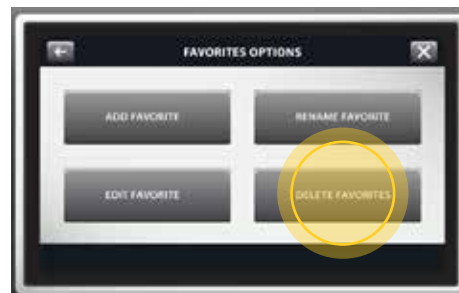 FAVORITES OPTIONS
ADD FAVORITE
RENAME FAVORITE
EDIT FAVORITE
DELETE FAVORITES